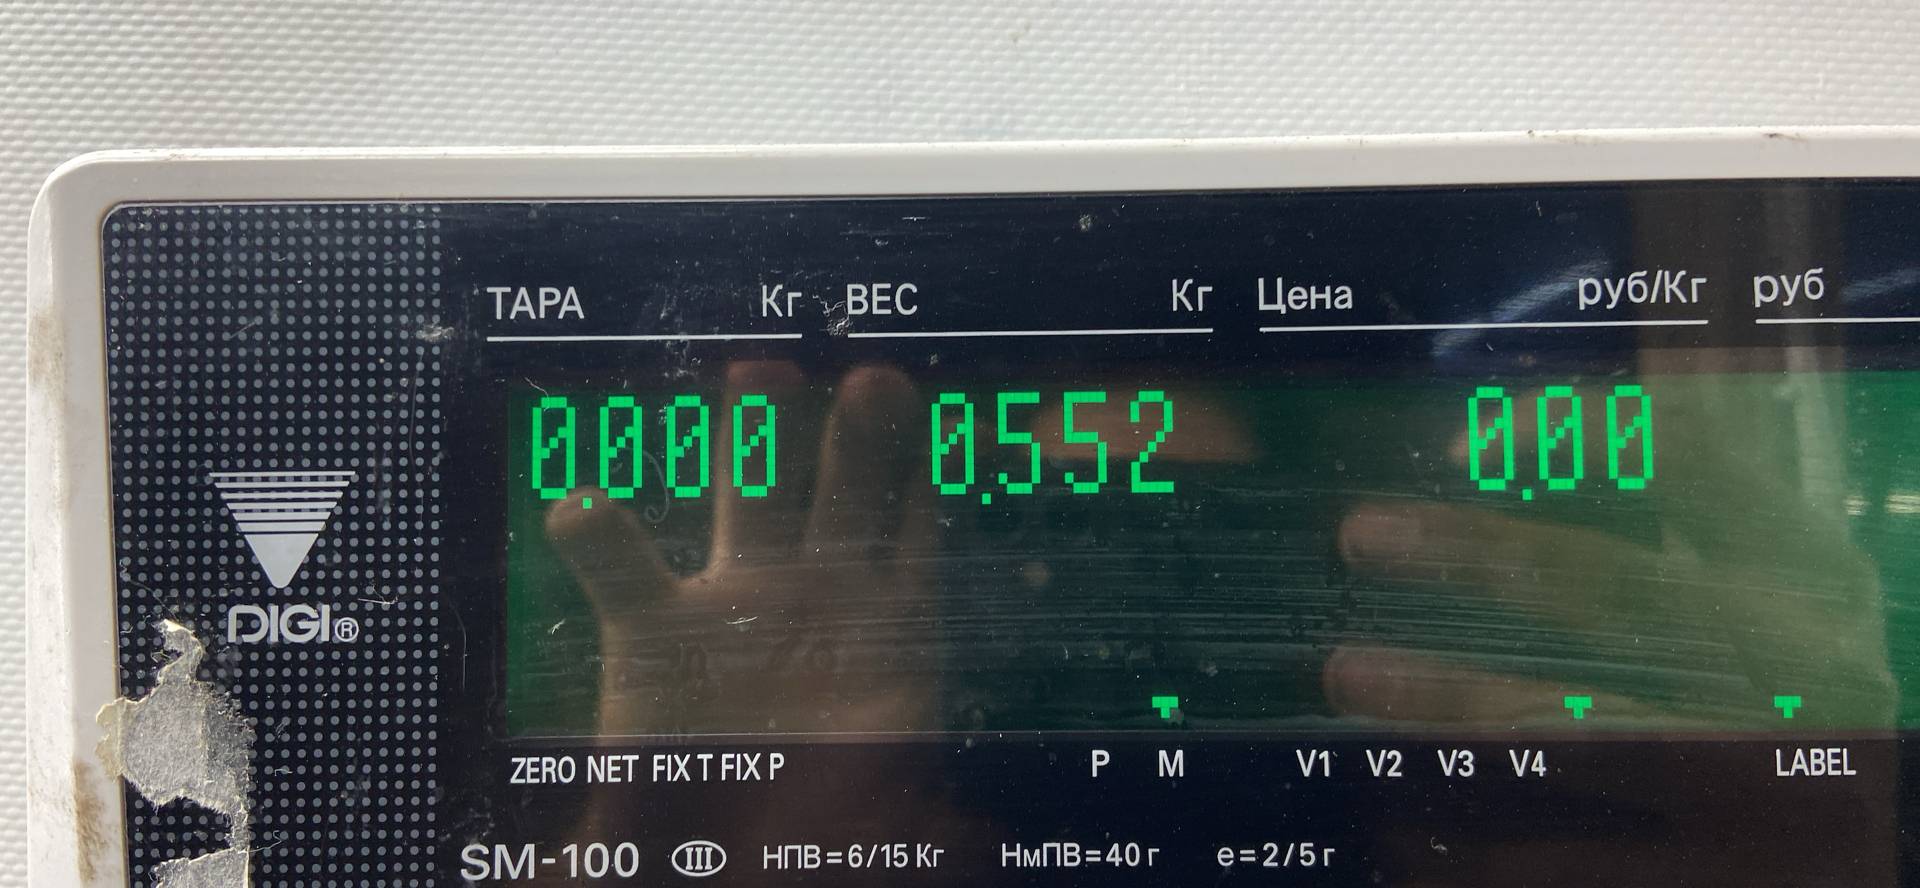 ТАРА Кг ВЕС Кг Цена руб/Кг руб
0.000 0.552 0.00
DIGI®
ZERO NET FIX T FIX P P M V1 V2 V3 V4 LABEL
SM-100 III НПВ=6/15 Кг НмПВ=40 г е=2/5 г